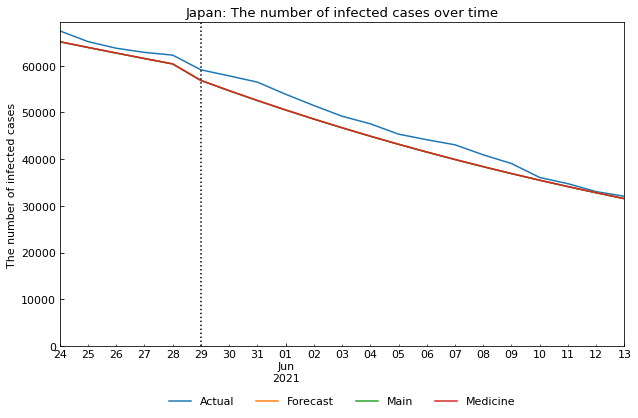 Japan: The number of infected cases over time
The number of infected cases
60000
50000
40000
30000
20000
10000
0
24 25 26 27 28 29 30 31 01 02 03 04 05 06 07 08 09 10 11 12 13
Jun
2021
Actual Forecast Main Medicine